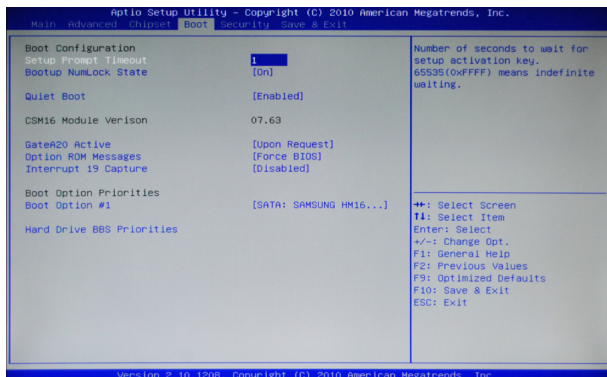 Aptio Setup Utility – Copyright (C) 2010 American Megatrends, Inc.
Main Advanced Chipset Boot Security Save & Exit
Boot Configuration
Setup Prompt Timeout 1
Bootup NumLock State [On]
Quiet Boot [Enabled]
CSM16 Module Verison 07.63
GateA20 Active [Upon Request]
Option ROM Messages [Force BIOS]
Interrupt 19 Capture [Disabled]
Boot Option Priorities
Boot Option #1 [SATA: SAMSUNG HM16...]
Hard Drive BBS Priorities
Number of seconds to wait for
setup activation key.
65535(0xFFFF) means indefinite
waiting.
→←: Select Screen
↑↓: Select Item
Enter: Select
+/-: Change Opt.
F1: General Help
F2: Previous Values
F9: Optimized Defaults
F10: Save & Exit
ESC: Exit
Version 2.10.1208. Copyright (C) 2010 American Megatrends, Inc.